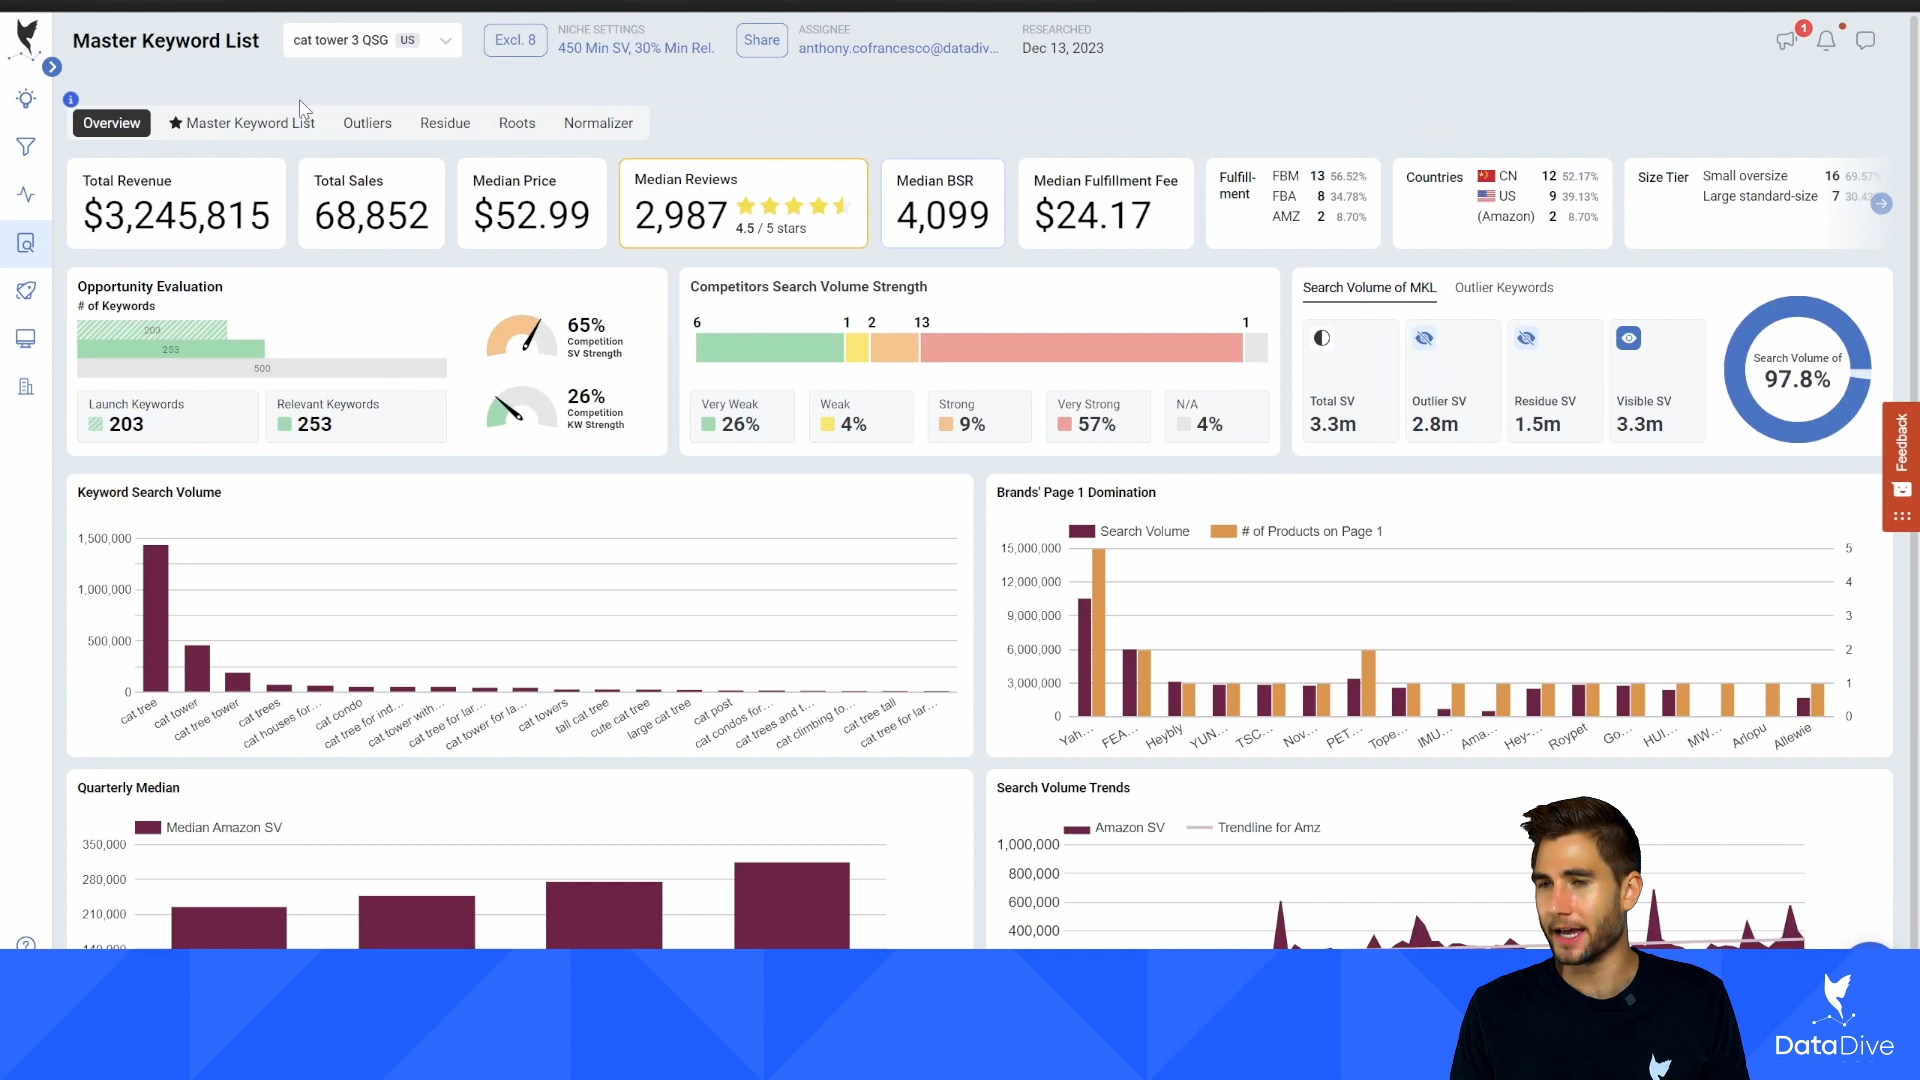 Master Keyword List
cat tower 3 QSG US
Excl. 8
NICHE SETTINGS
450 Min SV, 30% Min Rel.
Share
ASSIGNEE
anthony.cofrancesco@datadiv...
RESEARCHED
Dec 13, 2023
1
Overview
★ Master Keyword List
Outliers
Residue
Roots
Normalizer
Total Revenue
$3,245,815
Total Sales
68,852
Median Price
$52.99
Median Reviews
2,987
4.5 / 5 stars
Median BSR
4,099
Median Fulfillment Fee
$24.17
Fulfill-
ment
FBM 13 56.52%
FBA 8 34.78%
AMZ 2 8.70%
Countries
CN 12 52.17%
US 9 39.13%
(Amazon) 2 8.70%
Size Tier
Small oversize 16 69.57%
Large standard-size 7 30.43%
Opportunity Evaluation
# of Keywords
203
253
500
Launch Keywords
203
Relevant Keywords
253
65%
Competition
SV Strength
26%
Competition
KW Strength
Competitors Search Volume Strength
6 1 2 13 1
Very Weak
26%
Weak
4%
Strong
9%
Very Strong
57%
N/A
4%
Search Volume of MKL
Outlier Keywords
Total SV
3.3m
Outlier SV
2.8m
Residue SV
1.5m
Visible SV
3.3m
Search Volume of
97.8%
Feedback
Keyword Search Volume
1,500,000
1,000,000
500,000
0
cat tree
cat tower
cat tree tower
cat trees
cat houses for...
cat condo
cat tree for ind...
cat tower with...
cat tree for lar...
cat tower for la...
cat towers
tall cat tree
cute cat tree
large cat tree
cat post
cat condos for...
cat trees and t...
cat climbing to...
cat tree tall
cat tree for lar...
Brands' Page 1 Domination
Search Volume
# of Products on Page 1
15,000,000
12,000,000
9,000,000
6,000,000
3,000,000
0
5
4
3
2
1
0
Yah...
FEA...
Heybly
YUN...
TSC...
Nov...
PET...
Tope...
IMU...
Ama...
Hey-...
Roypet
Go...
HUI...
MW...
Arlopu
Allewie
Quarterly Median
Median Amazon SV
350,000
280,000
210,000
140,000
Search Volume Trends
Amazon SV
Trendline for Amz
1,000,000
800,000
600,000
400,000
DataDive